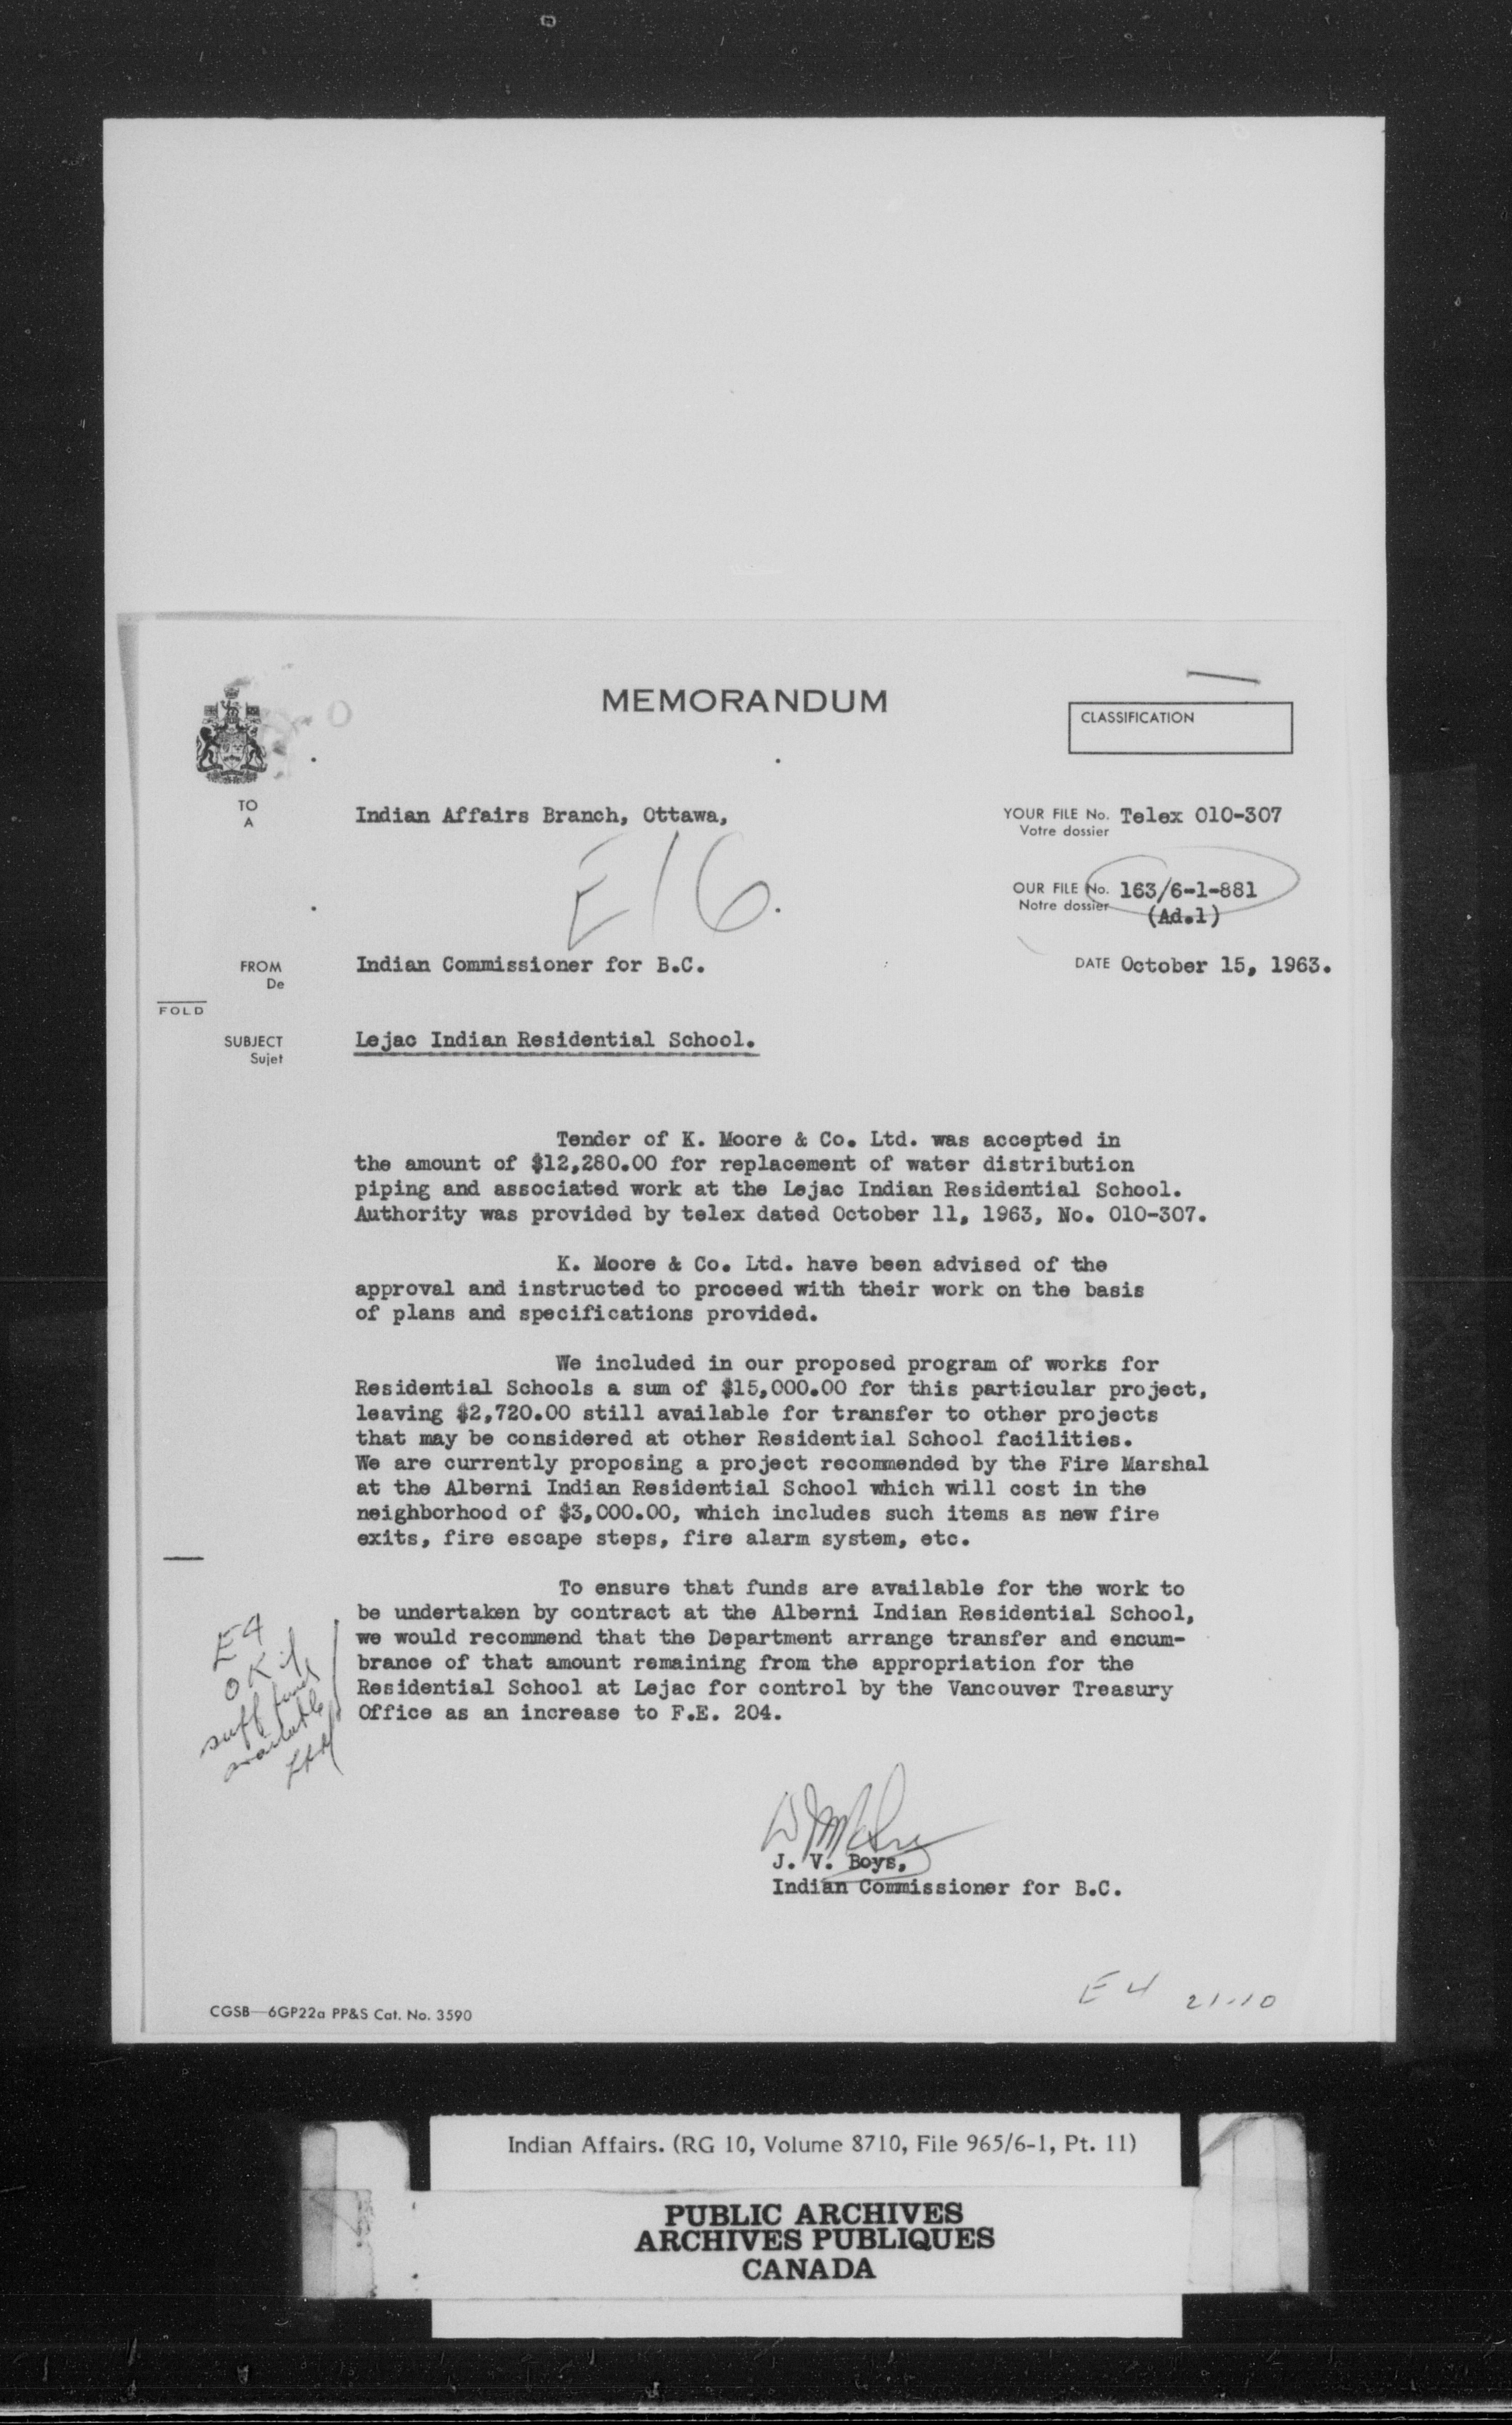 MEMORANDUM
CLASSIFICATION
TO
A
Indian Affairs Branch, Ottawa,
YOUR FILE No. Telex 010-307
Votre dossier
E16.
OUR FILE No. 163/6-1-881
Notre dossier (Ad.1)
FROM
De
Indian Commissioner for B.C.
DATE October 15, 1963.
FOLD
SUBJECT
Sujet
Lejac Indian Residential School.
Tender of K. Moore & Co. Ltd. was accepted in
the amount of $12,280.00 for replacement of water distribution
piping and associated work at the Lejac Indian Residential School.
Authority was provided by telex dated October 11, 1963, No. 010-307.
K. Moore & Co. Ltd. have been advised of the
approval and instructed to proceed with their work on the basis
of plans and specifications provided.
We included in our proposed program of works for
Residential Schools a sum of $15,000.00 for this particular project,
leaving $2,720.00 still available for transfer to other projects
that may be considered at other Residential School facilities.
We are currently proposing a project recommended by the Fire Marshal
at the Alberni Indian Residential School which will cost in the
neighborhood of $3,000.00, which includes such items as new fire
exits, fire escape steps, fire alarm system, etc.
To ensure that funds are available for the work to
be undertaken by contract at the Alberni Indian Residential School,
we would recommend that the Department arrange transfer and encum-
brance of that amount remaining from the appropriation for the
Residential School at Lejac for control by the Vancouver Treasury
Office as an increase to F.E. 204.
E4
OK if
suff funds
available
J. V. Boys,
Indian Commissioner for B.C.
E4 21-10
CGSB—6GP22a PP&S Cat. No. 3590
Indian Affairs. (RG 10, Volume 8710, File 965/6-1, Pt. 11)
PUBLIC ARCHIVES
ARCHIVES PUBLIQUES
CANADA